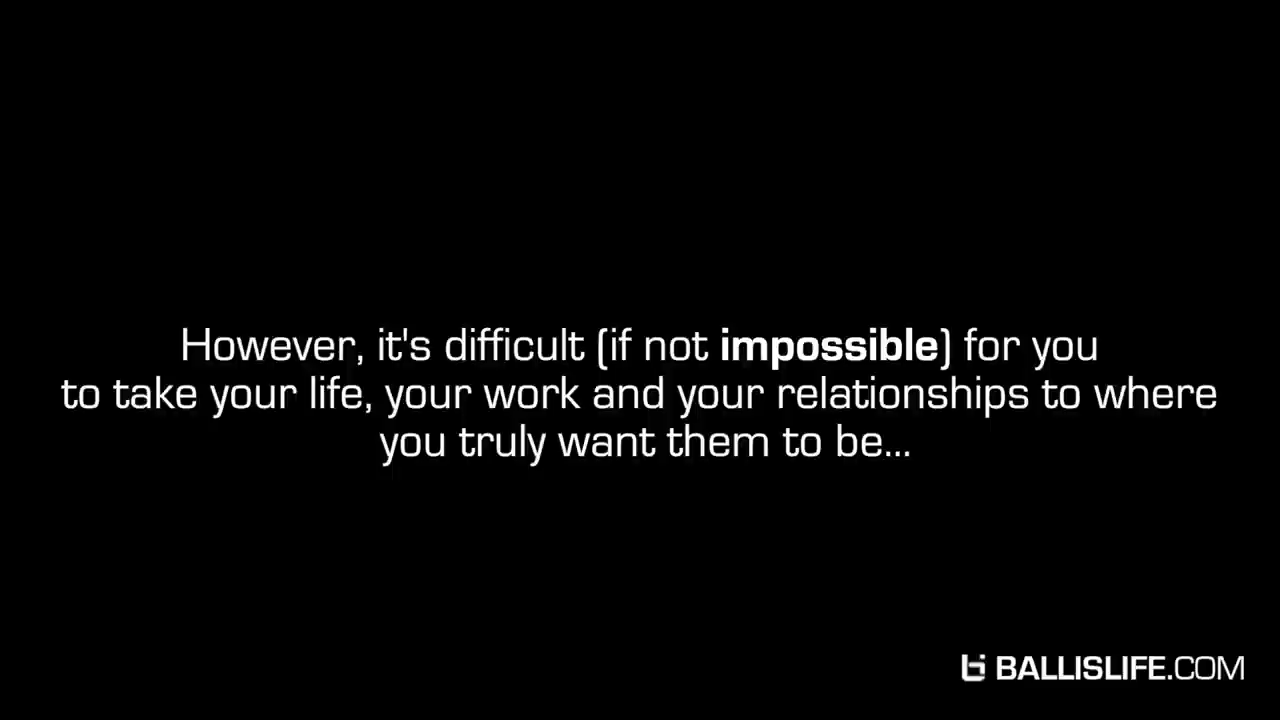 However, it's difficult (if not impossible) for you
to take your life, your work and your relationships to where
you truly want them to be...
BALLISLIFE.COM